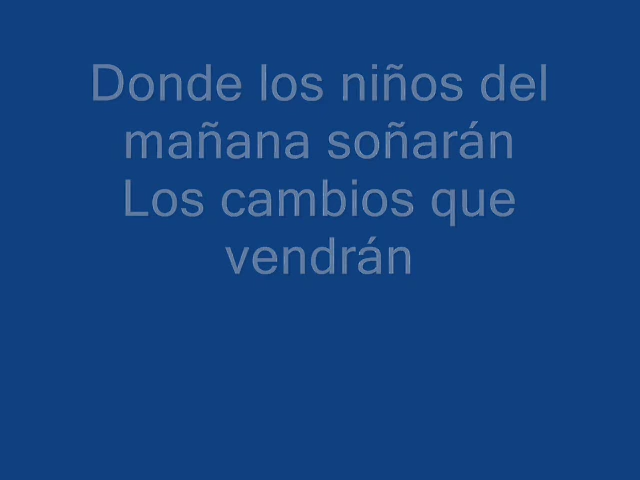 Donde los niños del
mañana soñarán
Los cambios que
vendrán